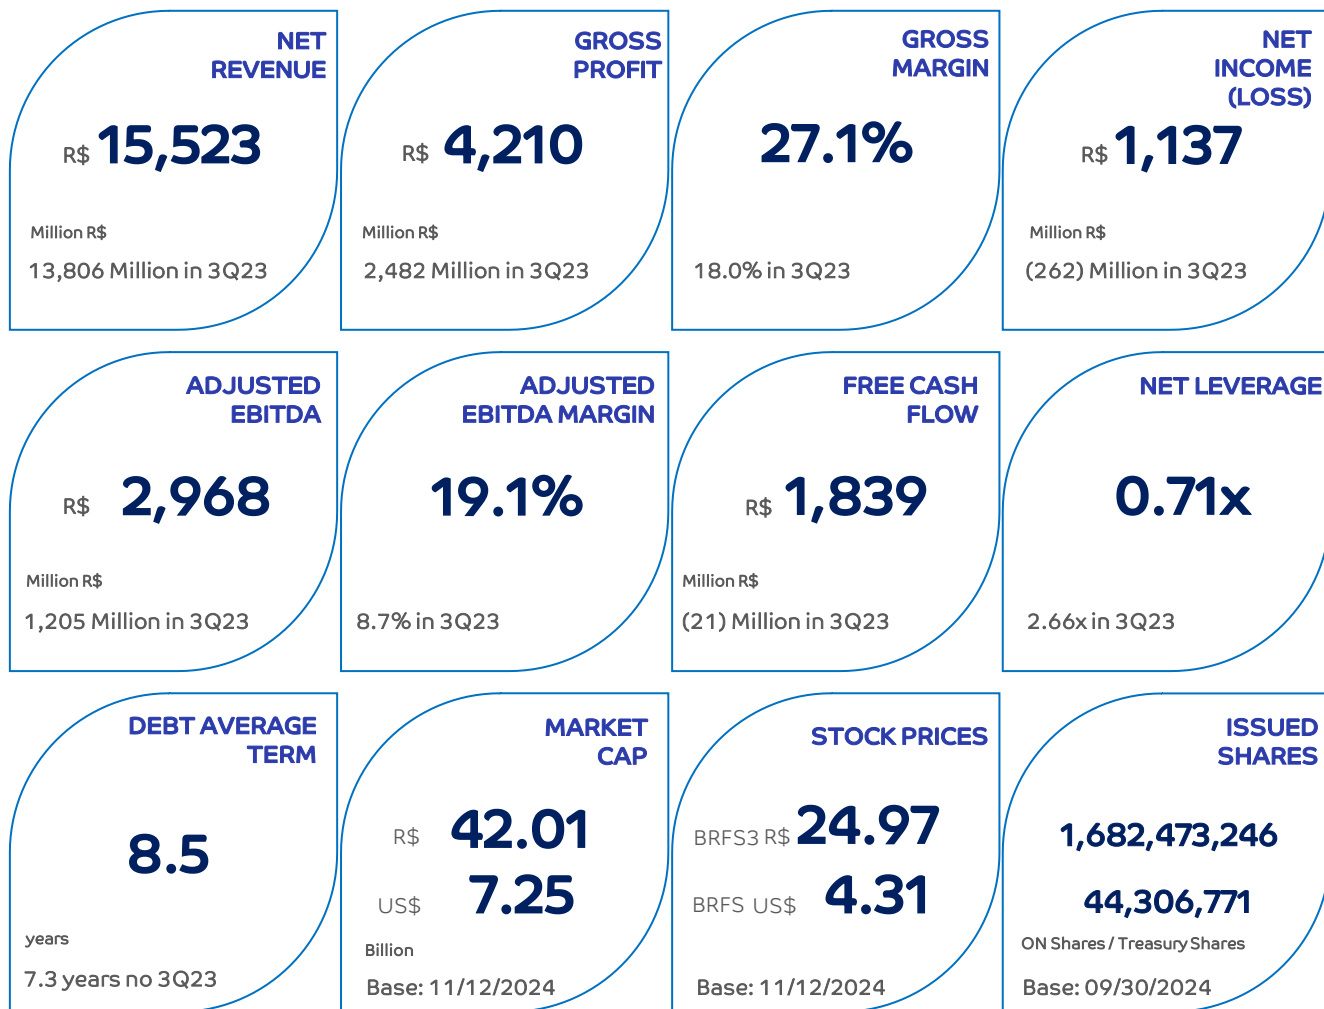 NET
REVENUE
R$ 15,523
Million R$
13,806 Million in 3Q23
GROSS
PROFIT
R$ 4,210
Million R$
2,482 Million in 3Q23
GROSS
MARGIN
27.1%
18.0% in 3Q23
NET
INCOME
(LOSS)
R$ 1,137
Million R$
(262) Million in 3Q23
ADJUSTED
EBITDA
R$ 2,968
Million R$
1,205 Million in 3Q23
ADJUSTED
EBITDA MARGIN
19.1%
8.7% in 3Q23
FREE CASH
FLOW
R$ 1,839
Million R$
(21) Million in 3Q23
NET LEVERAGE
0.71x
2.66x in 3Q23
DEBT AVERAGE
TERM
8.5
years
7.3 years no 3Q23
MARKET
CAP
R$ 42.01
US$ 7.25
Billion
Base: 11/12/2024
STOCK PRICES
BRFS3 R$ 24.97
BRFS US$ 4.31
Base: 11/12/2024
ISSUED
SHARES
1,682,473,246
44,306,771
ON Shares / Treasury Shares
Base: 09/30/2024